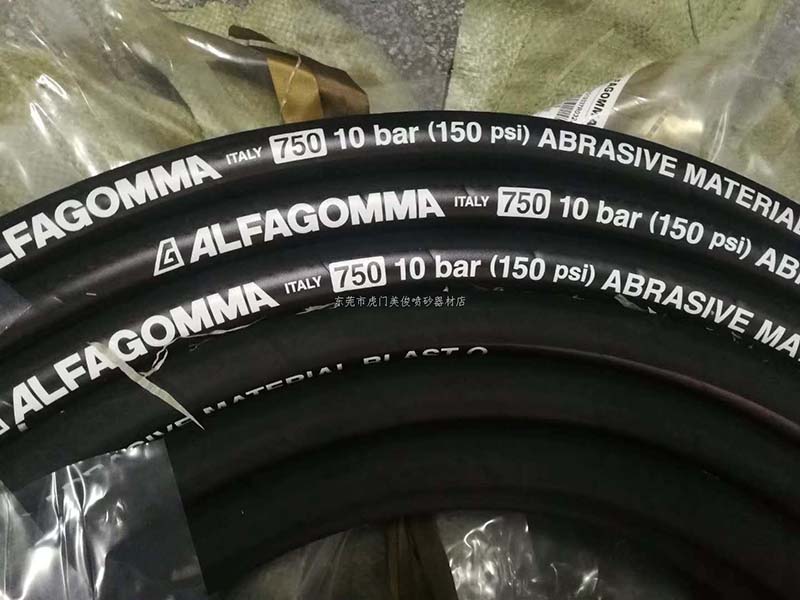 ALFAGOMMA ITALY 750 10 bar (150 psi) ABRASIVE MATERIAL
ALFAGOMMA ITALY 750 10 bar (150 psi) ABR
ALFAGOMMA ITALY 750 10 bar (150 psi) ABRASIVE MA
东莞市虎门美俊喷砂器材店
SIVE MATERIAL BLAST